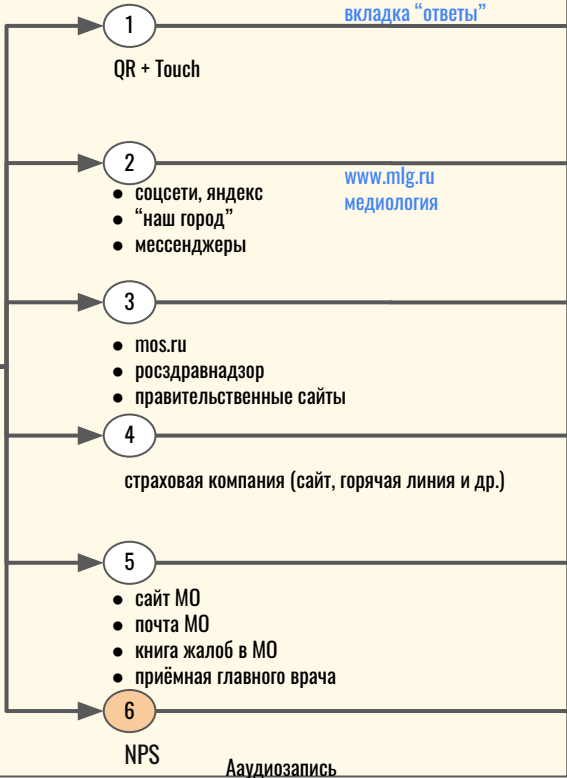 1
вкладка “ответы”
QR + Touch
2
● соцсети, яндекс
● “наш город”
● мессенджеры
www.mlg.ru
медиология
3
● mos.ru
● росздравнадзор
● правительственные сайты
4
страховая компания (сайт, горячая линия и др.)
5
● сайт МО
● почта МО
● книга жалоб в МО
● приёмная главного врача
6
NPS
Ааудиозапись